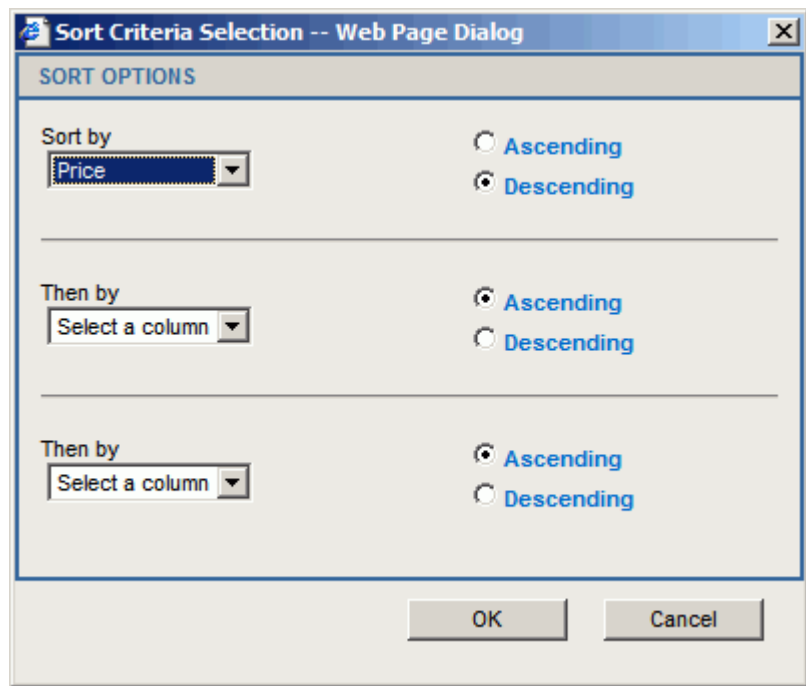 Sort Criteria Selection -- Web Page Dialog
SORT OPTIONS
Sort by
Price
Ascending
Descending
Then by
Select a column
Ascending
Descending
Then by
Select a column
Ascending
Descending
OK Cancel